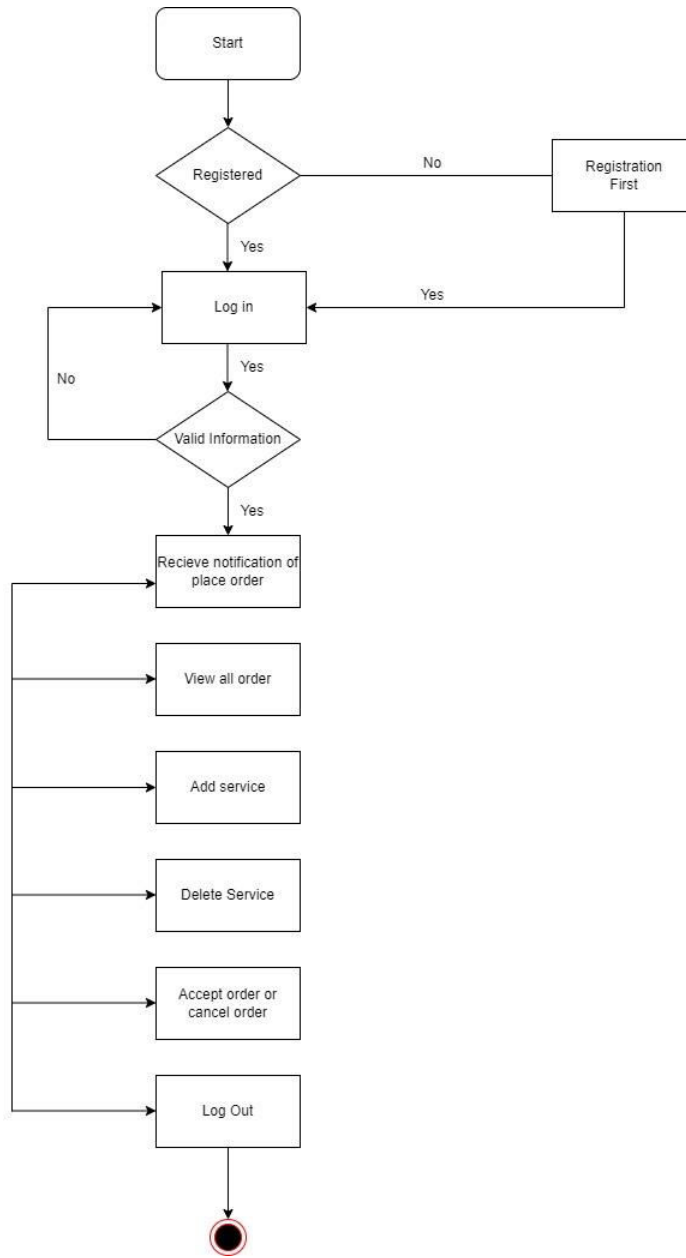 Start
Registered
No
Registration
First
Yes
Log in
Yes
Yes
No
Valid Information
Yes
Recieve notification of
place order
View all order
Add service
Delete Service
Accept order or
cancel order
Log Out